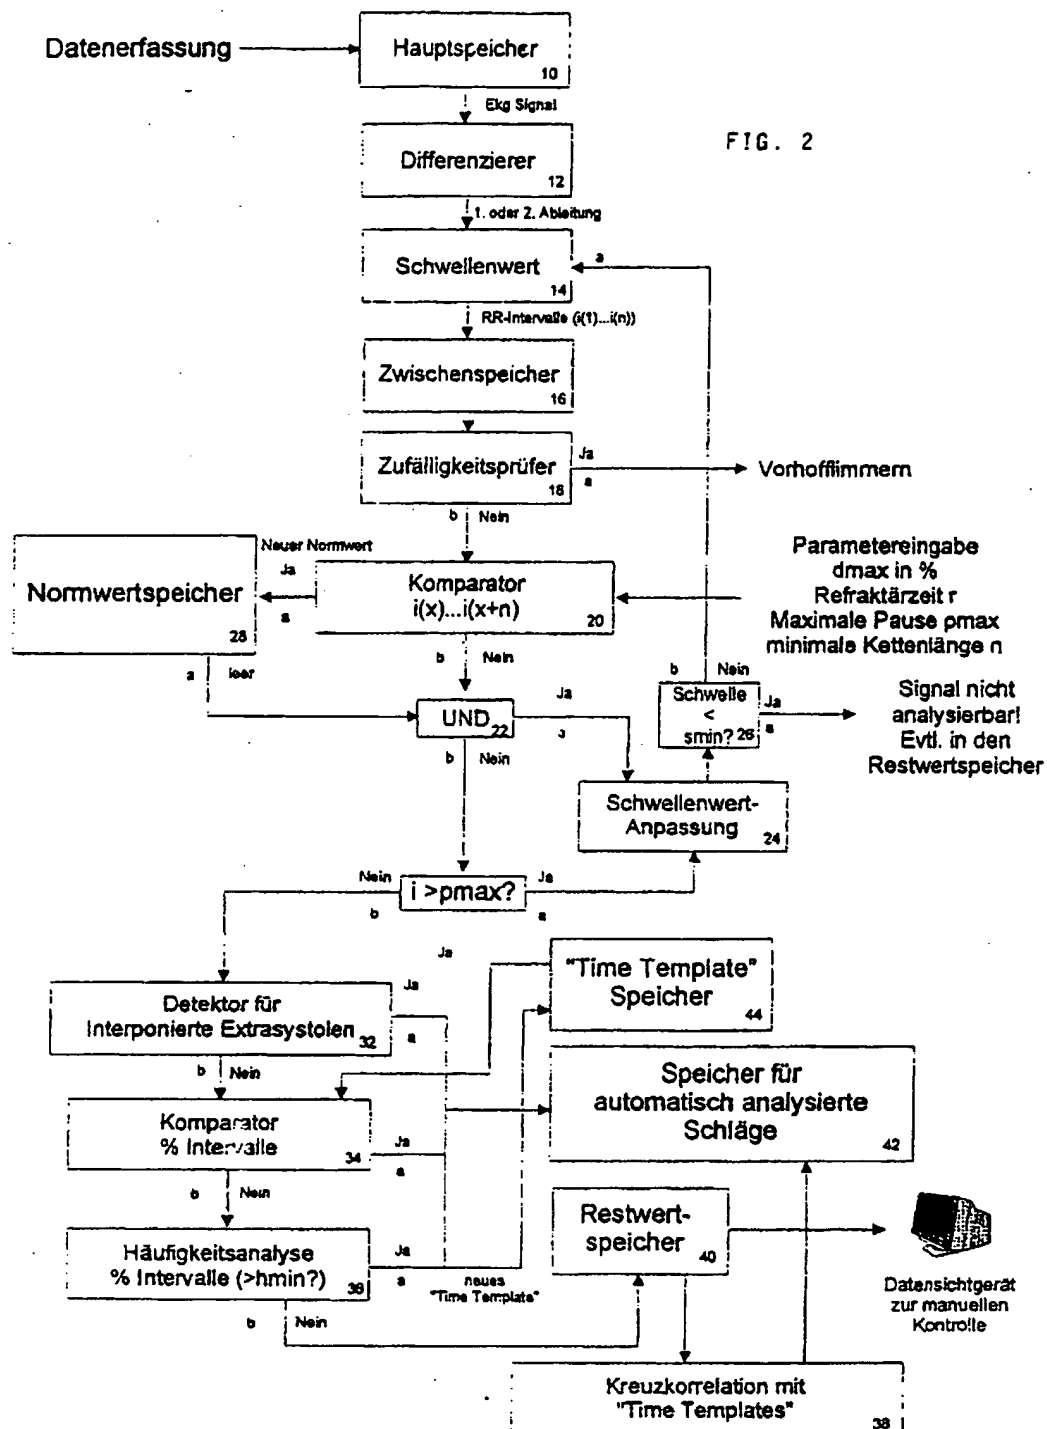 Datenerfassung
Hauptspeicher
10
Ekg Signal
FIG. 2
Differenzierer
12
1. oder 2. Ableitung
Schwellenwert
14
a
RR-Intervalle (i(1)...i(n))
Zwischenspeicher
16
Zufälligkeitsprüfer
18
Ja
a
Vorhofflimmern
b Nein
Neuer Normwert
Ja
a
Normwertspeicher
28
Komparator
i(x)...i(x+n)
20
Parametereingabe
dmax in %
Refraktärzeit r
Maximale Pause pmax
minimale Kettenlänge n
a leer
b Nein
b Nein
UND
22
Ja
a
Schwelle
<
smin? 26
Ja
a
Signal nicht
analysierbar!
Evtl. in den
Restwertspeicher
b Nein
Schwellenwert-
Anpassung
24
Nein
b
i >pmax?
Ja
a
Ja
"Time Template"
Speicher
44
Detektor für
Interponierte Extrasystolen
32
Ja
a
b Nein
Speicher für
automatisch analysierte
Schläge
42
Komparator
% Intervalle
34
Ja
a
b Nein
Restwert-
speicher
40
Häufigkeitsanalyse
% Intervalle (>hmin?)
36
Ja
a
neues
"Time Template"
Datensichtgerät
zur manuellen
Kontrolle
b Nein
Kreuzkorrelation mit
"Time Templates"
38